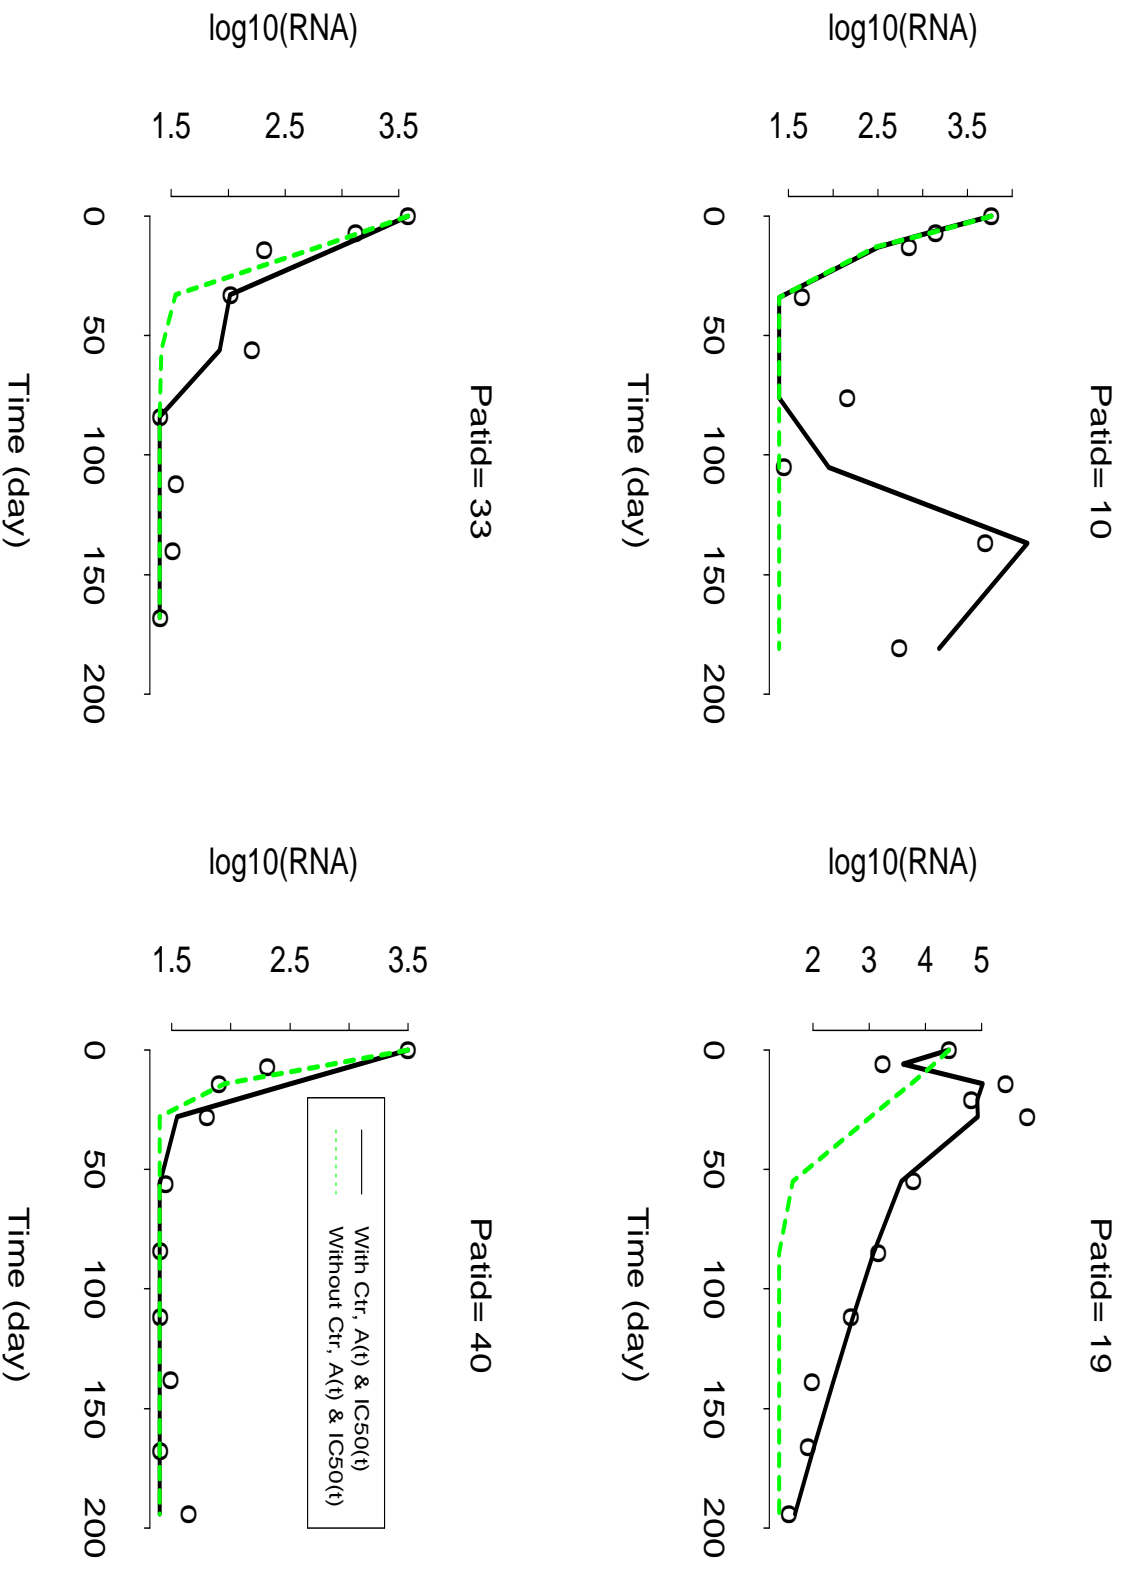 Patid= 10
log10(RNA)
1.5 2.5 3.5
0 50 100 150 200
Time (day)
Patid= 19
log10(RNA)
2 3 4 5
0 50 100 150 200
Time (day)
Patid= 33
log10(RNA)
1.5 2.5 3.5
0 50 100 150 200
Time (day)
Patid= 40
log10(RNA)
1.5 2.5 3.5
0 50 100 150 200
Time (day)
With Ctr, A(t) & IC50(t)
Without Ctr, A(t) & IC50(t)